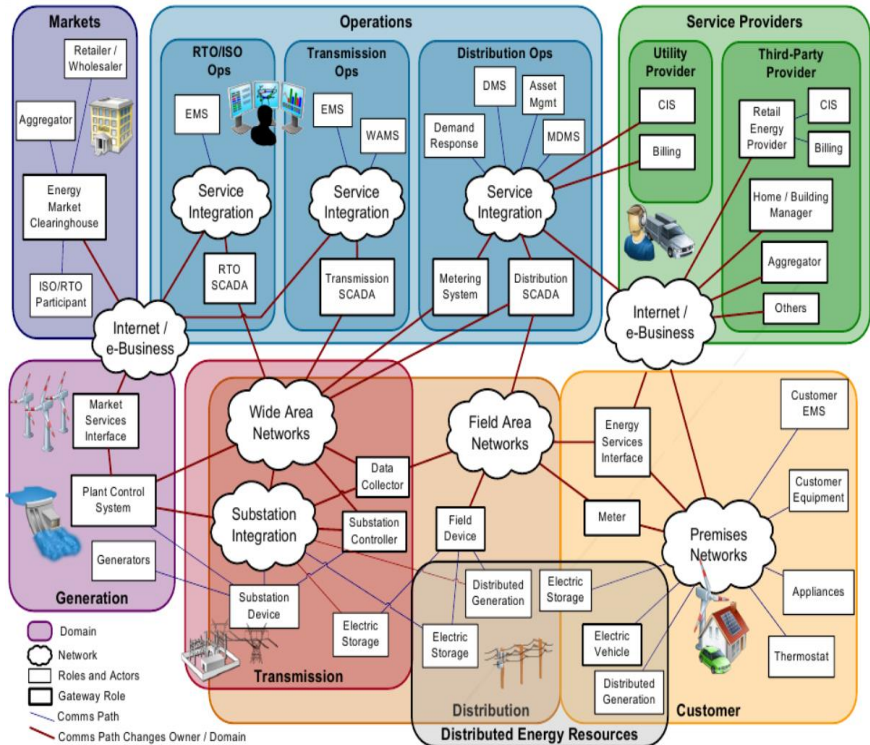 Markets
Operations
Service Providers
Retailer /
Wholesaler
Aggregator
Energy
Market
Clearinghouse
ISO/RTO
Participant
RTO/ISO
Ops
EMS
Service
Integration
RTO
SCADA
Transmission
Ops
EMS
WAMS
Service
Integration
Transmission
SCADA
Distribution Ops
DMS
Asset
Mgmt
Demand
Response
MDMS
Service
Integration
Metering
System
Distribution
SCADA
Utility
Provider
CIS
Billing
Third-Party
Provider
Retail
Energy
Provider
CIS
Billing
Home / Building
Manager
Aggregator
Others
Internet /
e-Business
Internet /
e-Business
Market
Services
Interface
Plant Control
System
Generators
Generation
Wide Area
Networks
Substation
Integration
Data
Collector
Substation
Controller
Substation
Device
Electric
Storage
Transmission
Field Area
Networks
Field
Device
Distributed
Generation
Electric
Storage
Distribution
Energy
Services
Interface
Meter
Premises
Networks
Customer
EMS
Customer
Equipment
Appliances
Thermostat
Electric
Storage
Electric
Vehicle
Distributed
Generation
Customer
Distributed Energy Resources
Domain
Network
Roles and Actors
Gateway Role
Comms Path
Comms Path Changes Owner / Domain